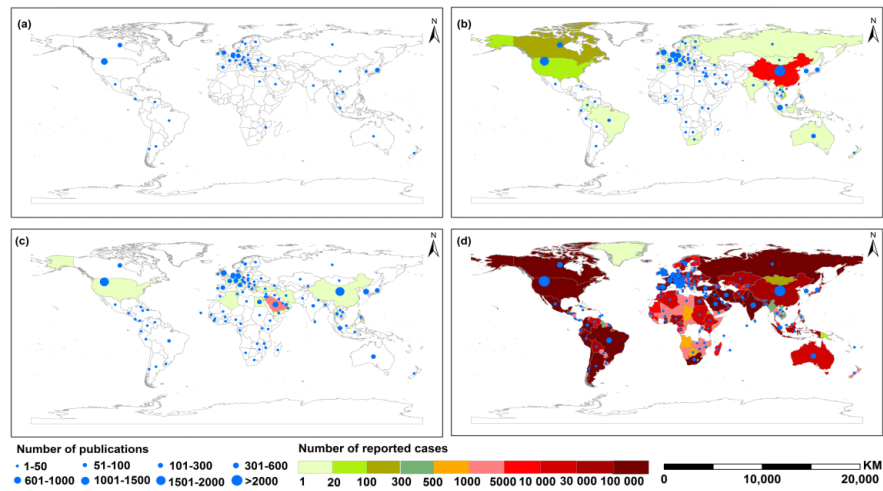 (a)
N
(b)
N
(c)
N
(d)
N
Number of publications
1-50 51-100 101-300 301-600
601-1000 1001-1500 1501-2000 >2000
Number of reported cases
1 20 100 300 500 1000 5000 10 000 30 000 100 000
KM
0 10,000 20,000